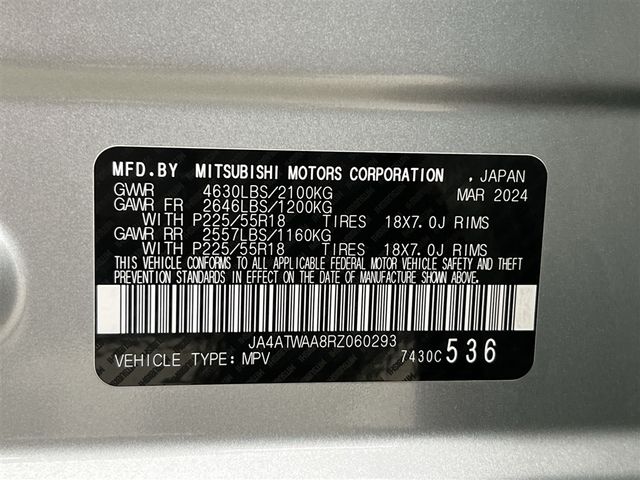 MFD.BY MITSUBISHI MOTORS CORPORATION , JAPAN
GVWR 4630LBS/2100KG MAR 2024
GAWR FR 2646LBS/1200KG
WITH P225/55R18 TIRES 18X7.0J RIMS
GAWR RR 2557LBS/1160KG
WITH P225/55R18 TIRES 18X7.0J RIMS
THIS VEHICLE CONFORMS TO ALL APPLICABLE FEDERAL MOTOR VEHICLE SAFETY AND THEFT
PREVENTION STANDARDS IN EFFECT ON THE DATE OF MANUFACTURE SHOWN ABOVE.
JA4ATWAA8RZ060293
VEHICLE TYPE: MPV 7430C 536